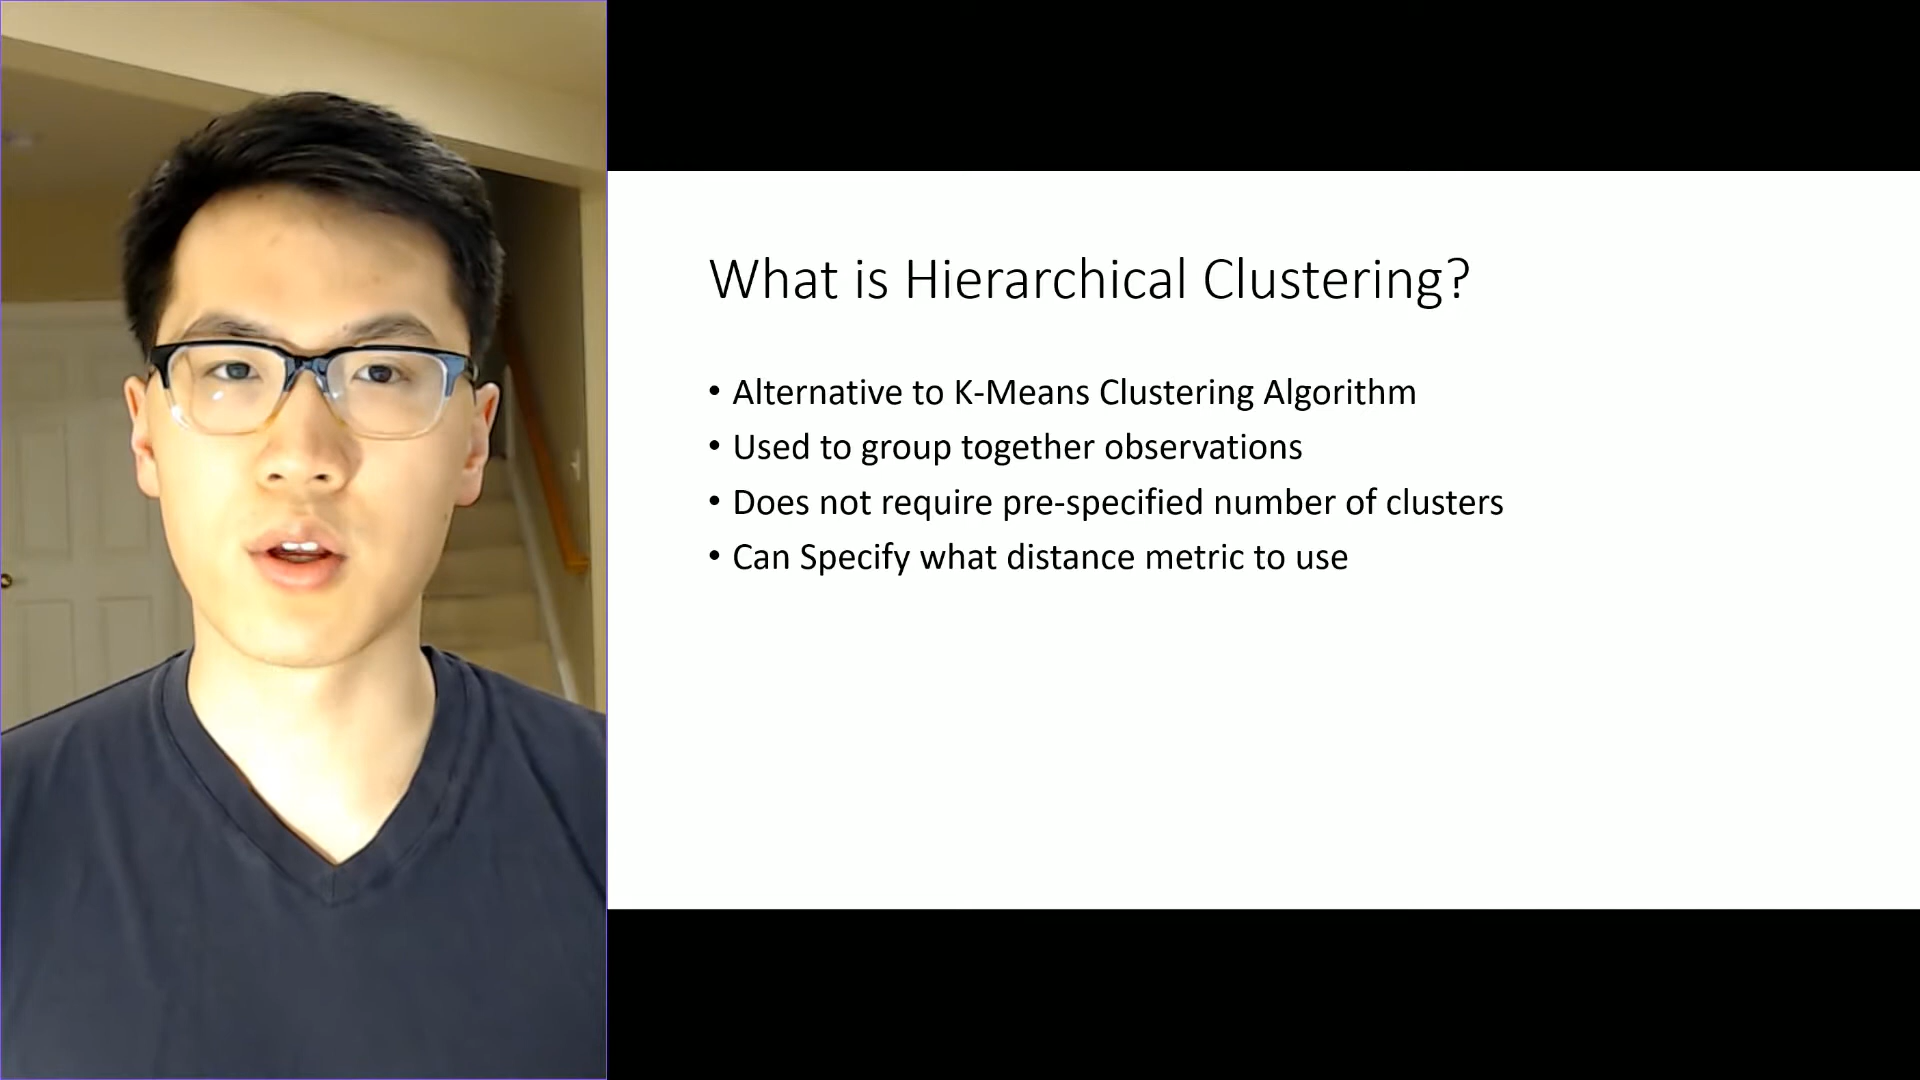 What is Hierarchical Clustering?
• Alternative to K-Means Clustering Algorithm
• Used to group together observations
• Does not require pre-specified number of clusters
• Can Specify what distance metric to use